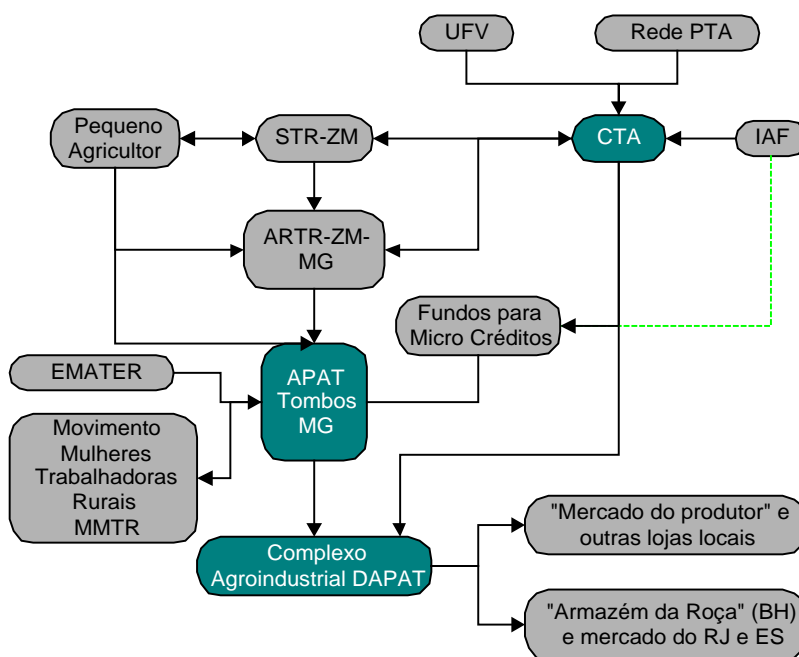 UFV
Rede PTA
Pequeno
Agricultor
STR-ZM
CTA
IAF
ARTR-ZM-
MG
Fundos para
Micro Créditos
EMATER
APAT
Tombos
MG
Movimento
Mulheres
Trabalhadoras
Rurais
MMTR
"Mercado do produtor" e
outras lojas locais
Complexo
Agroindustrial DAPAT
"Armazém da Roça" (BH)
e mercado do RJ e ES